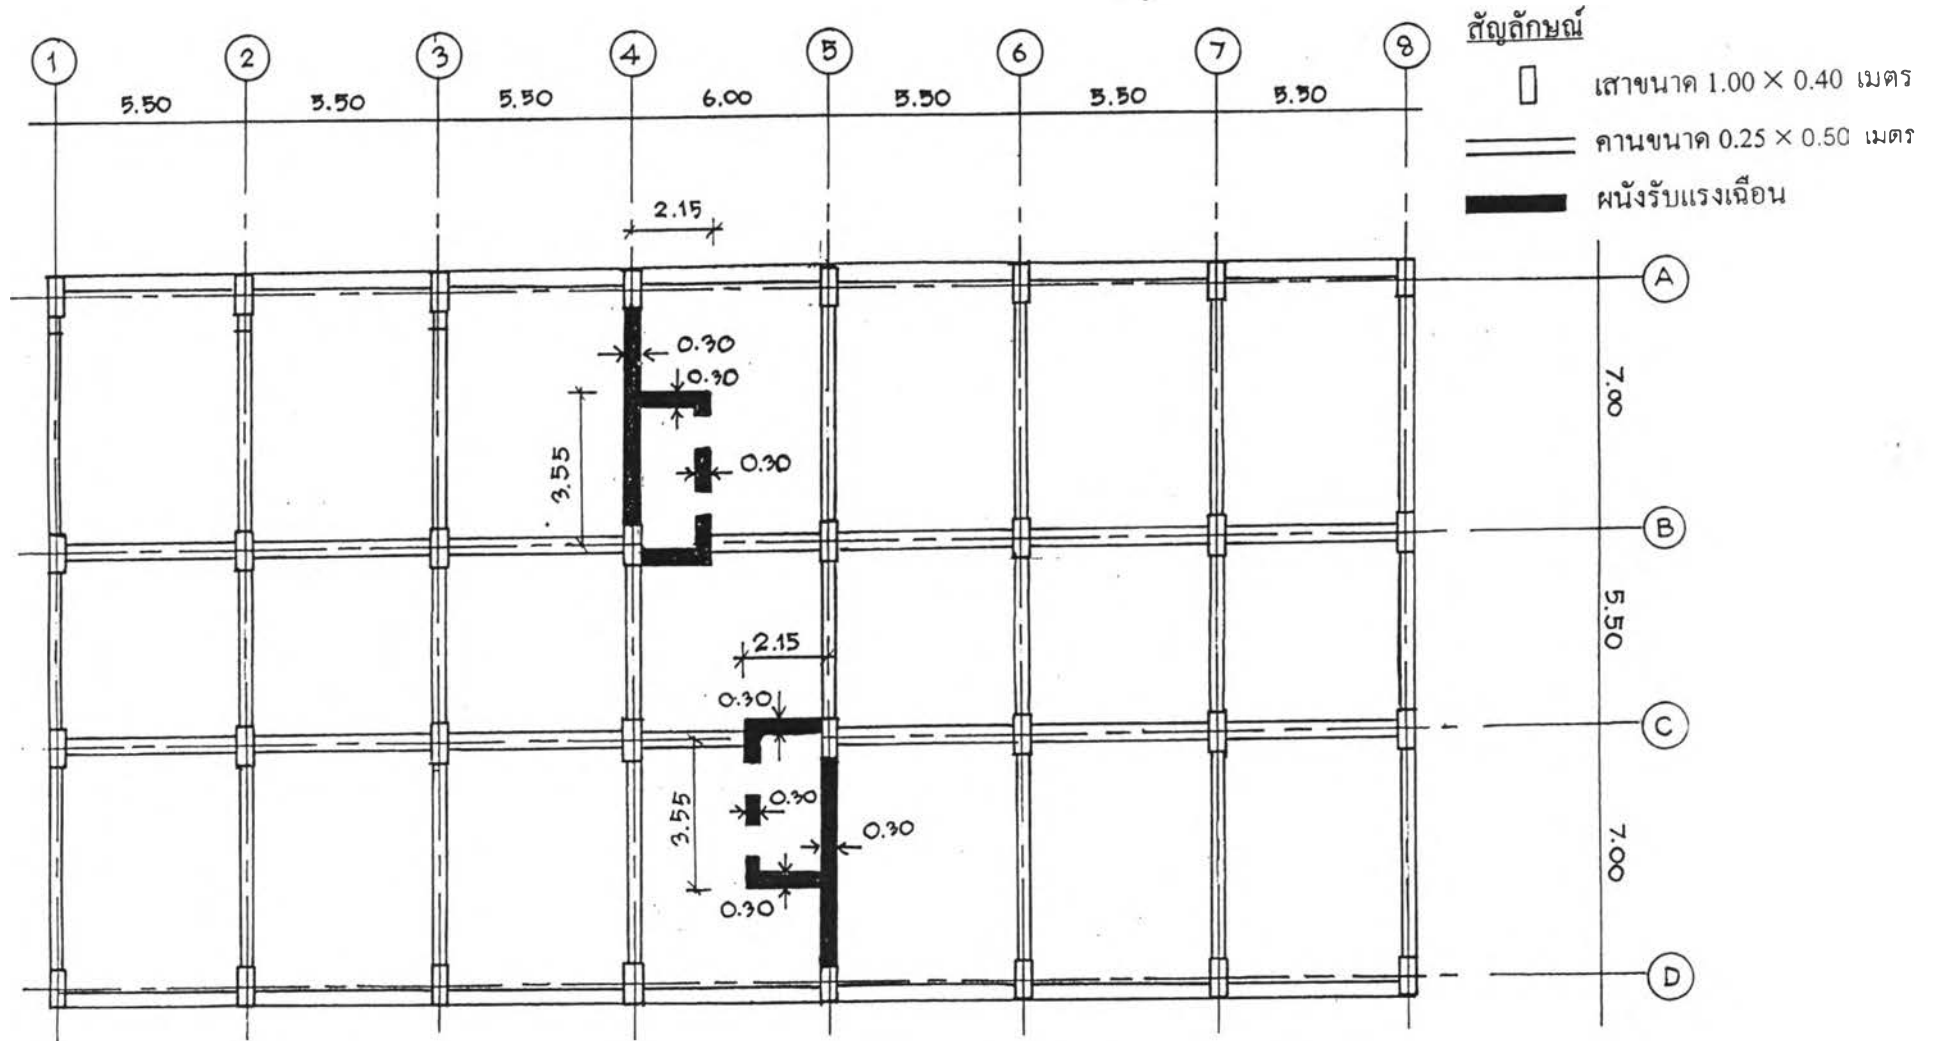 สัญลักษณ์
เสาขนาด 1.00 × 0.40 เมตร
คานขนาด 0.25 × 0.50 เมตร
ผนังรับแรงเฉือน
1 2 3 4 5 6 7 8
5.50 5.50 5.50 6.00 5.50 5.50 5.50
2.15
A
0.30
0.30
7.00
3.55
0.30
B
5.50
2.15
0.30
C
3.55
0.30
0.30
7.00
0.30
D